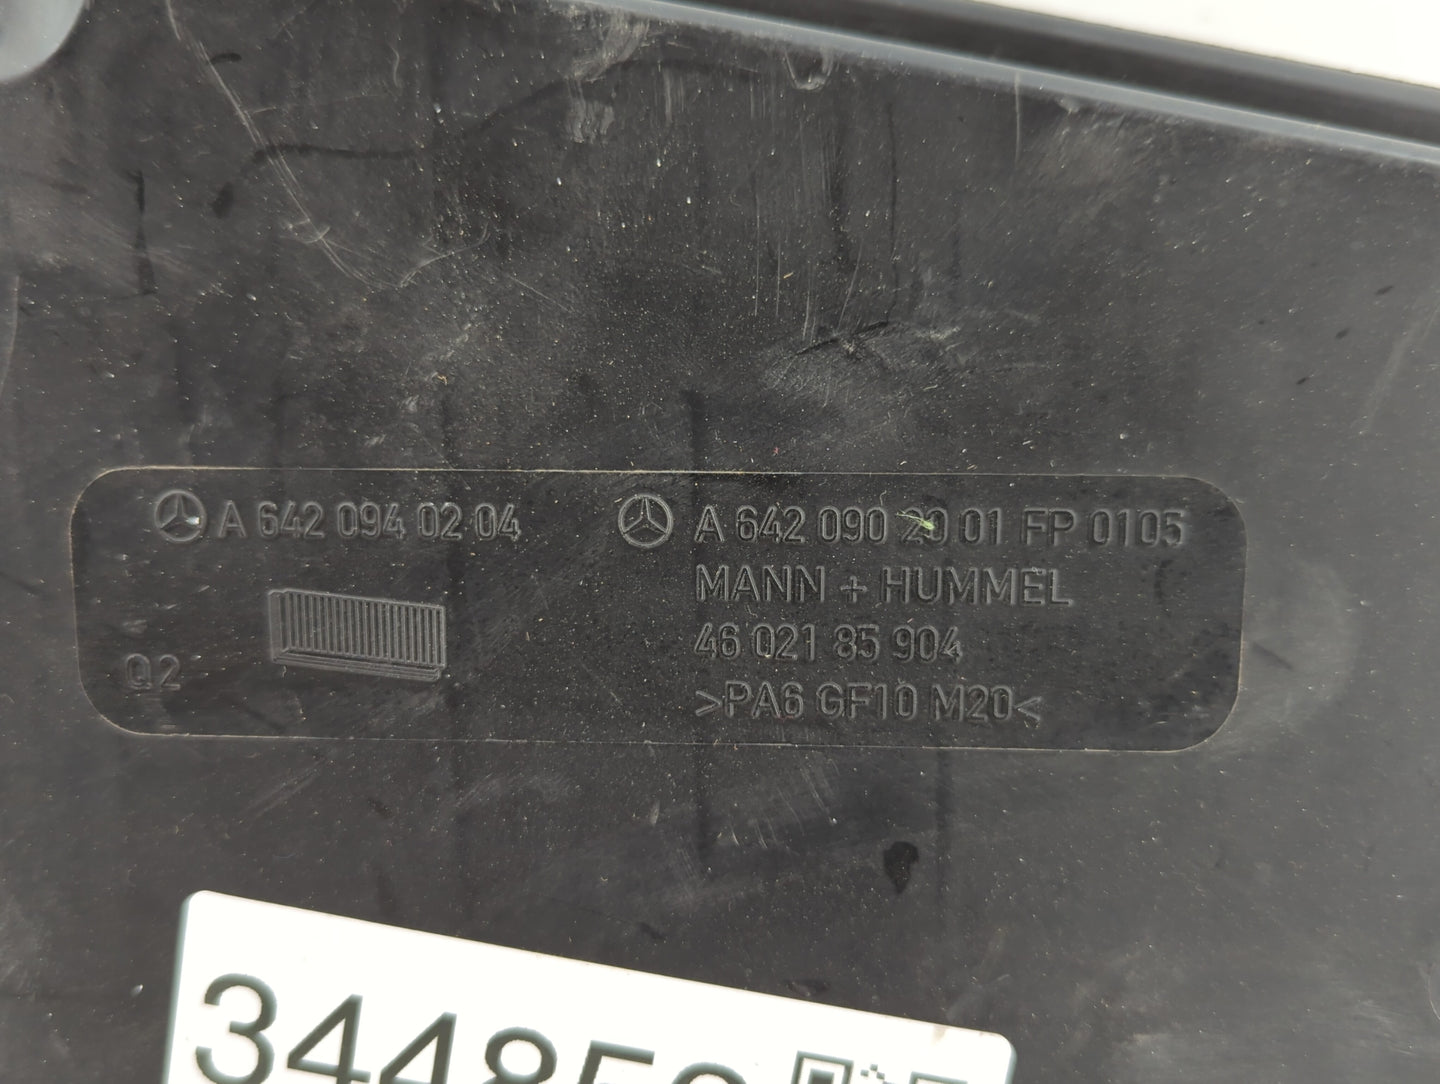 A 642 094 02 04
A 642 090 20 01 FP 0105
MANN + HUMMEL
46 021 85 904
>PA6 GF10 M20<
Q2